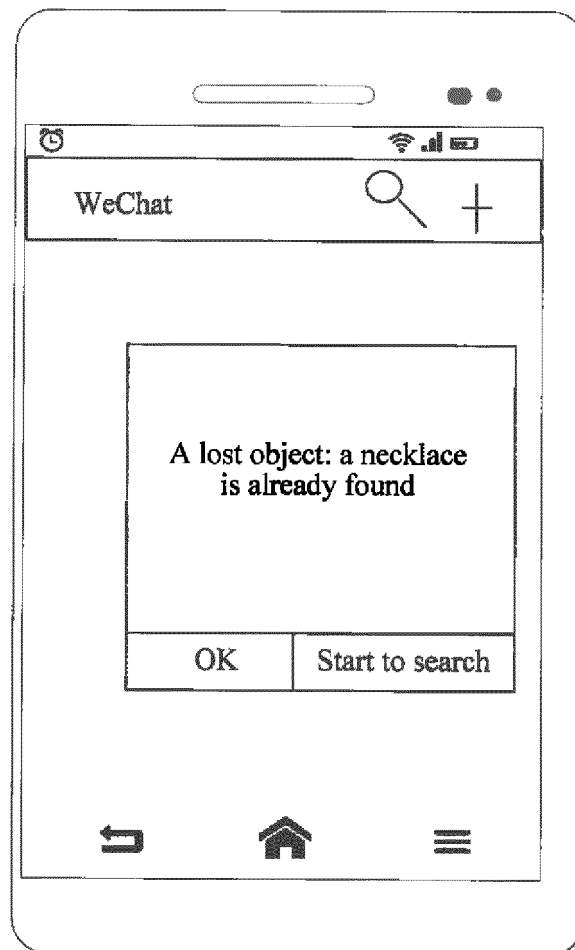 WeChat
A lost object: a necklace
is already found
OK
Start to search